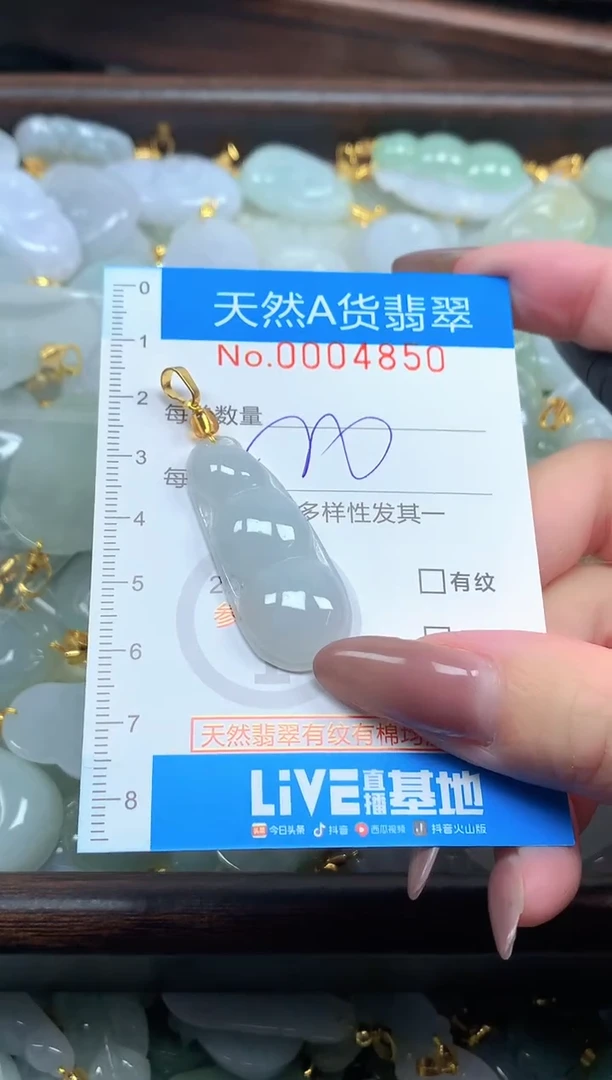 0
天然A货翡翠
1
No.0004850
2
每 数量
3
每
多样性发其一
4
5
2
有纹
参
6
7
天然翡翠有纹有棉
LiVE直播基地
8
今日头条 抖音 西瓜视频 抖音火山版